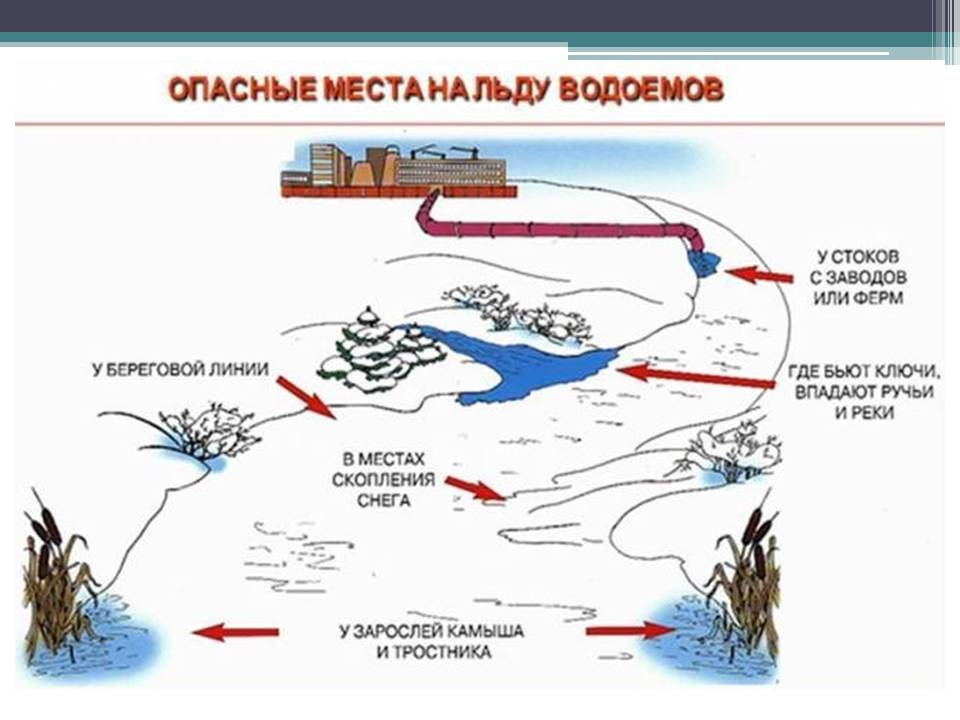 ОПАСНЫЕ МЕСТА НА ЛЬДУ ВОДОЕМОВ
У СТОКОВ
С ЗАВОДОВ
ИЛИ ФЕРМ
У БЕРЕГОВОЙ ЛИНИИ
ГДЕ БЬЮТ КЛЮЧИ,
ВПАДАЮТ РУЧЬИ
И РЕКИ
В МЕСТАХ
СКОПЛЕНИЯ
СНЕГА
У ЗАРОСЛЕЙ КАМЫША
И ТРОСТНИКА